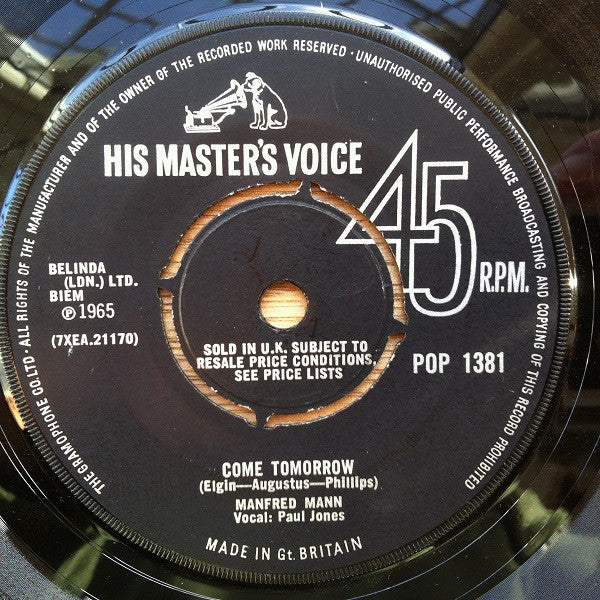 THE GRAMOPHONE CO. LTD · ALL RIGHTS OF THE MANUFACTURER AND OF THE OWNER OF THE RECORDED WORK RESERVED · UNAUTHORISED PUBLIC PERFORMANCE BROADCASTING AND COPYING OF THIS RECORD PROHIBITED
HIS MASTER'S VOICE
45 R.P.M.
BELINDA
(LDN.) LTD.
BIEM
℗ 1965
(7XEA.21170)
SOLD IN U.K. SUBJECT TO
RESALE PRICE CONDITIONS,
SEE PRICE LISTS
POP 1381
COME TOMORROW
(Elgin—Augustus—Phillips)
MANFRED MANN
Vocal: Paul Jones
MADE IN Gt. BRITAIN